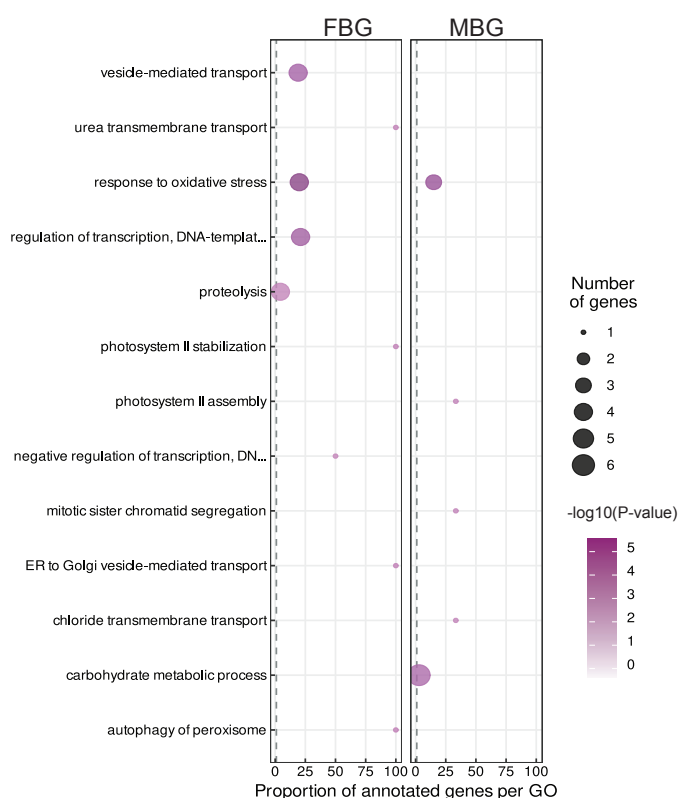 FBG MBG
vesicle-mediated transport
urea transmembrane transport
response to oxidative stress
regulation of transcription, DNA-templat...
proteolysis
photosystem II stabilization
photosystem II assembly
negative regulation of transcription, DN...
mitotic sister chromatid segregation
ER to Golgi vesicle-mediated transport
chloride transmembrane transport
carbohydrate metabolic process
autophagy of peroxisome
0 25 50 75 100 0 25 50 75 100
Proportion of annotated genes per GO
Number
of genes
1
2
3
4
5
6
-log10(P-value)
5
4
3
2
1
0